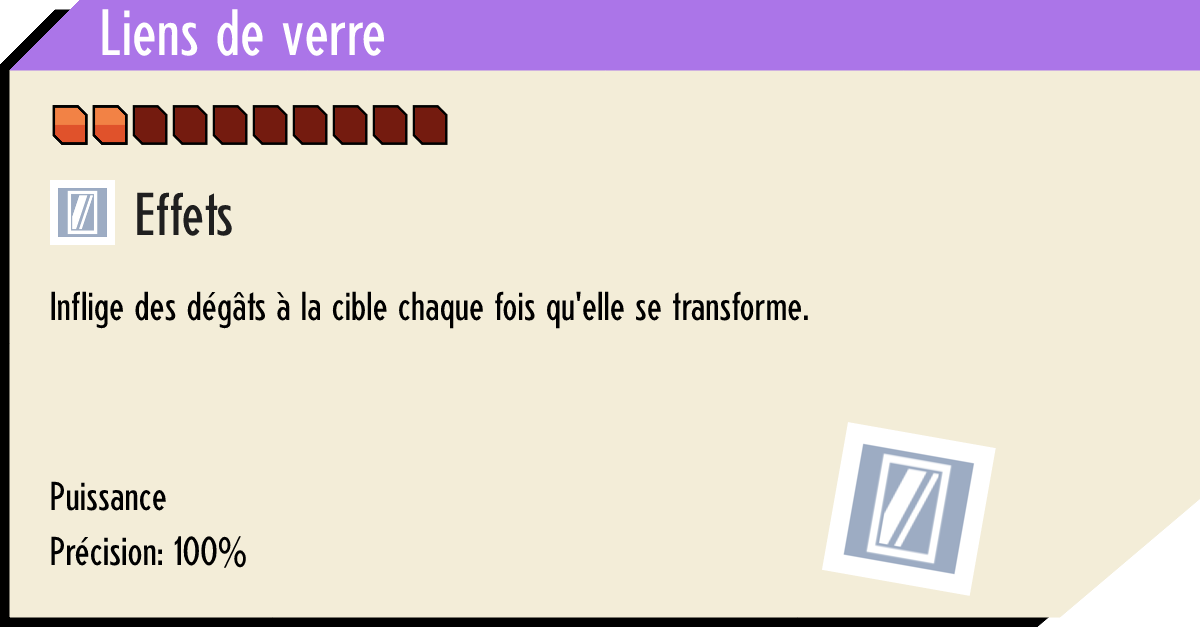 Liens de verre
Effets
Inflige des dégâts à la cible chaque fois qu'elle se transforme.
Puissance
Précision: 100%